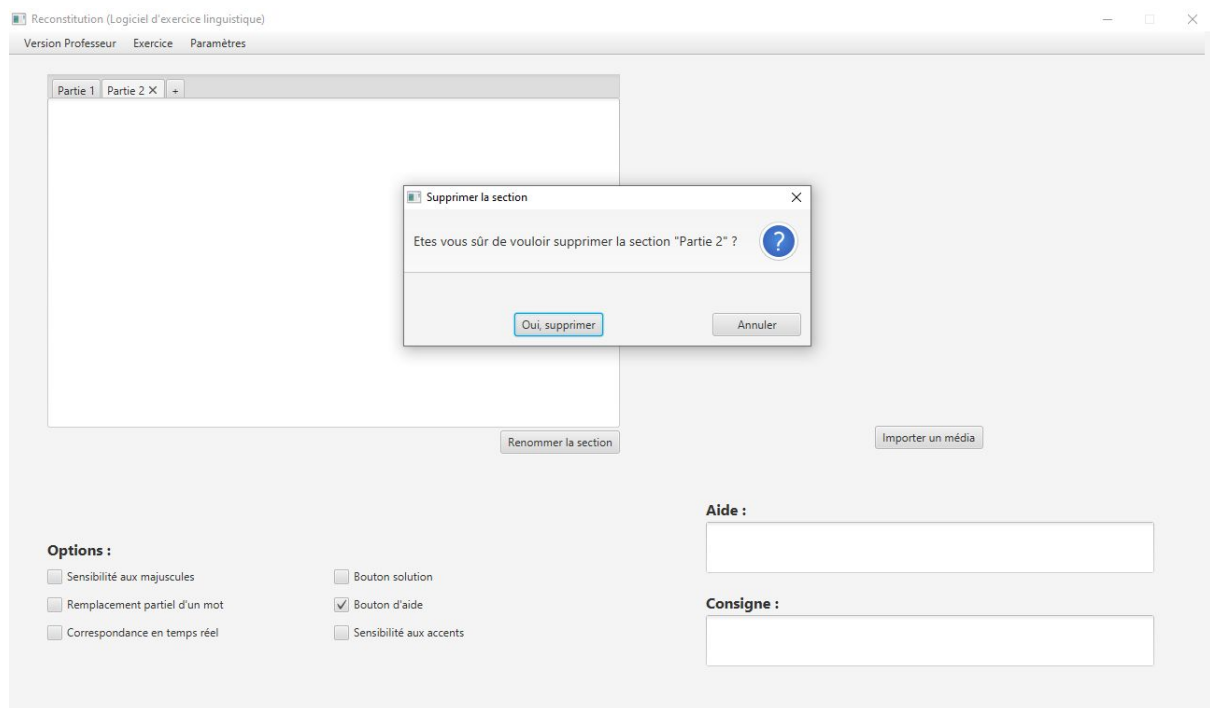 Reconstitution (Logiciel d'exercice linguistique)
Version Professeur Exercice Paramètres
Partie 1 Partie 2 +
Supprimer la section
Etes vous sûr de vouloir supprimer la section "Partie 2" ?
?
Oui, supprimer Annuler
Renommer la section
Importer un média
Aide :
Options :
Sensibilité aux majuscules Bouton solution
Remplacement partiel d'un mot Bouton d'aide
Consigne :
Correspondance en temps réel Sensibilité aux accents